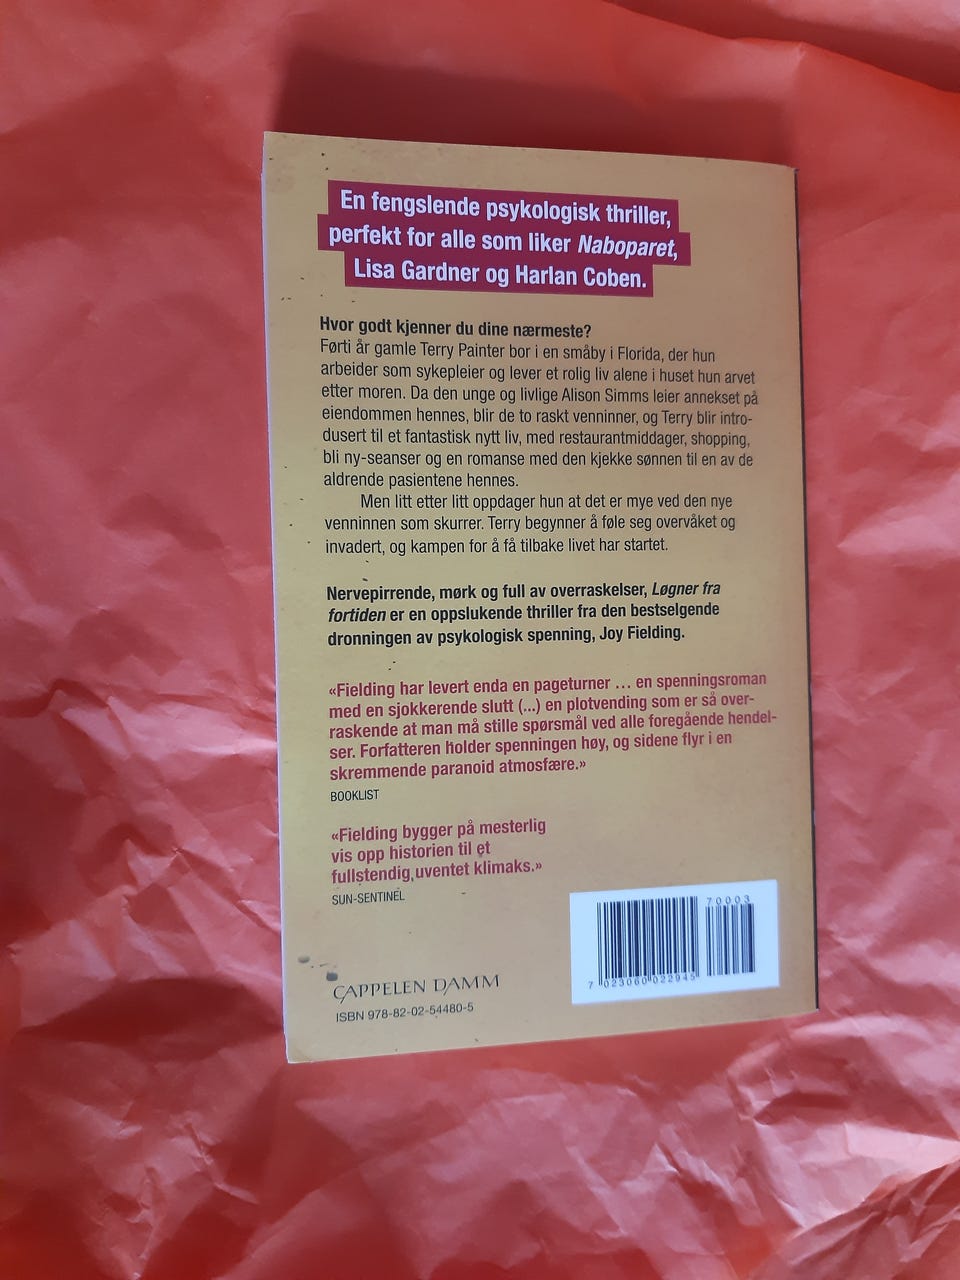 En fengslende psykologisk thriller,
perfekt for alle som liker Naboparet,
Lisa Gardner og Harlan Coben.
Hvor godt kjenner du dine nærmeste?
Førti år gamle Terry Painter bor i en småby i Florida, der hun
arbeider som sykepleier og lever et rolig liv alene i huset hun arvet
etter moren. Da den unge og livlige Alison Simms leier annekset på
eiendommen hennes, blir de to raskt venninner, og Terry blir intro-
dusert til et fantastisk nytt liv, med restaurantmiddager, shopping,
bli ny-seanser og en romanse med den kjekke sønnen til en av de
aldrende pasientene hennes.
Men litt etter litt oppdager hun at det er mye ved den nye
venninnen som skurrer. Terry begynner å føle seg overvåket og
invadert, og kampen for å få tilbake livet har startet.
Nervepirrende, mørk og full av overraskelser, Løgner fra
fortiden er en oppslukende thriller fra den bestselgende
dronningen av psykologisk spenning, Joy Fielding.
«Fielding har levert enda en pageturner … en spenningsroman
med en sjokkerende slutt (...) en plotvending som er så over-
raskende at man må stille spørsmål ved alle foregående hendel-
ser. Forfatteren holder spenningen høy, og sidene flyr i en
skremmende paranoid atmosfære.»
BOOKLIST
«Fielding bygger på mesterlig
vis opp historien til et
fullstendig uventet klimaks.»
SUN-SENTINEL
70003
7 023060 022945
CAPPELEN DAMM
ISBN 978-82-02-54480-5